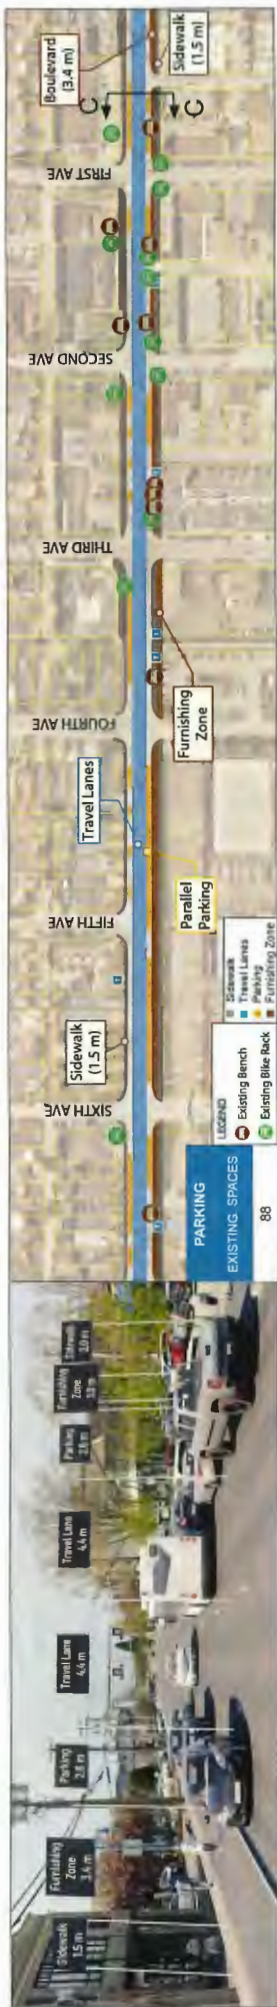 Sidewalk
1.5 m
Furnishing
Zone
3.4 m
Parking
2.8 m
Travel Lane
4.4 m
Travel Lane
4.4 m
Parking
2.8 m
Furnishing
Zone
Sidewalk
2.0 m
PARKING
EXISTING SPACES
88
LEGEND
Existing Bench
Existing Bike Rack
Sidewalk
Travel Lanes
Parking
Furnishing Zone
SIXTH AVE
FIFTH AVE
FOURTH AVE
THIRD AVE
SECOND AVE
FIRST AVE
Sidewalk
(1.5 m)
Travel Lanes
Parallel
Parking
Furnishing
Zone
Boulevard
(3.4 m)
Sidewalk
(1.5 m)
C
C